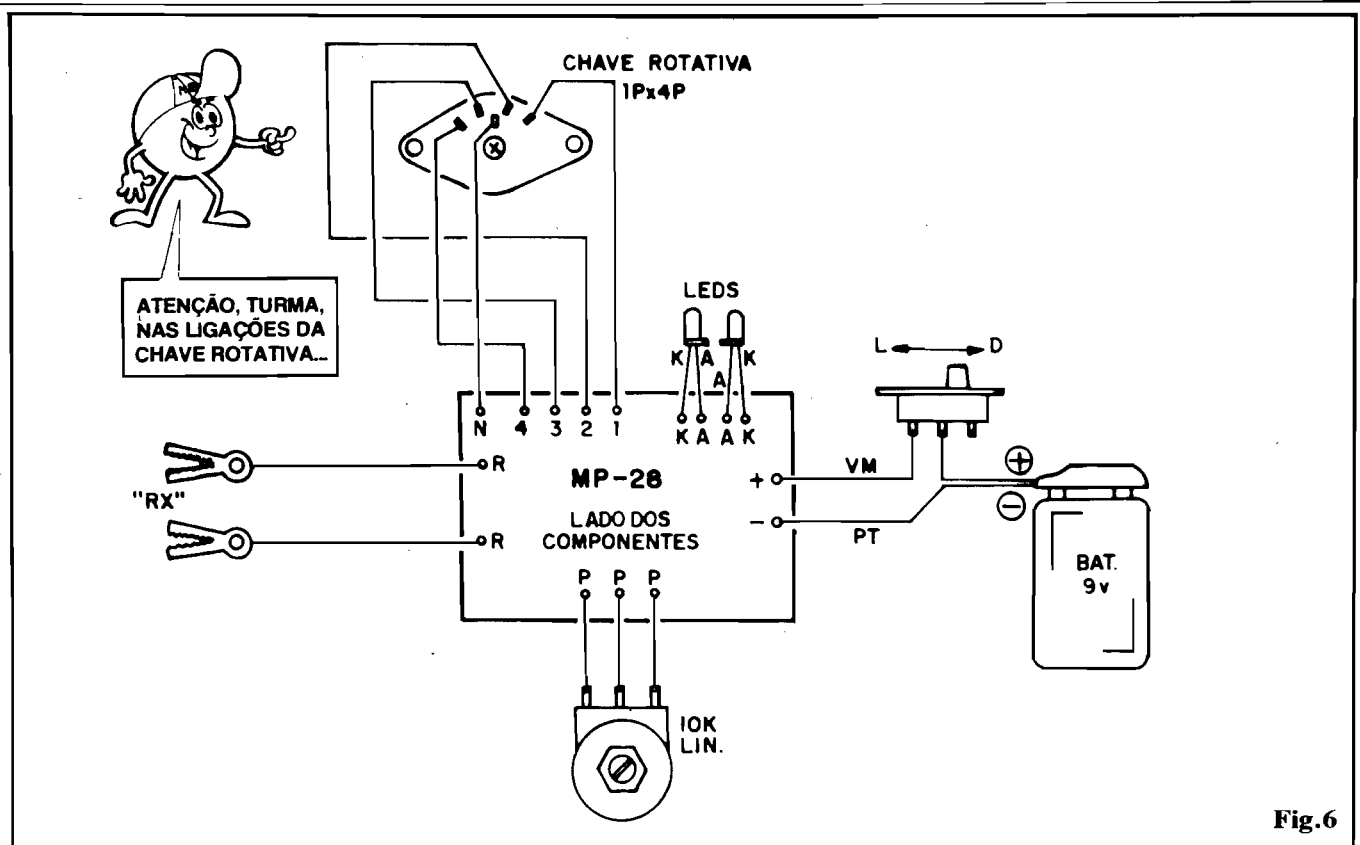 CHAVE ROTATIVA
1Px4P
ATENÇÃO, TURMA,
NAS LIGAÇÕES DA
CHAVE ROTATIVA...
LEDS
K A A K
L D
N 4 3 2 1
K A A K
R
MP-28
+
VM
+
"RX"
LADO DOS
COMPONENTES
-
PT
-
R
BAT.
9v
P P P
10K
LIN.
Fig.6